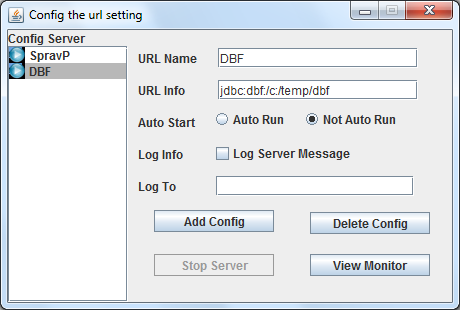 Config the url setting
Config Server
SpravP
DBF
URL Name DBF
URL Info jdbc:dbf:/c:/temp/dbf
Auto Start Auto Run Not Auto Run
Log Info Log Server Message
Log To
Add Config Delete Config
Stop Server View Monitor